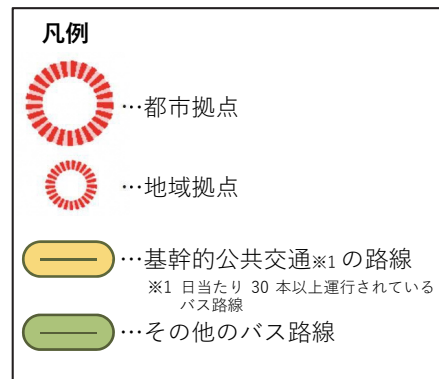 凡例
…都市拠点
…地域拠点
…基幹的公共交通※1の路線
※1 日当たり 30 本以上運行されている
バス路線
…その他のバス路線